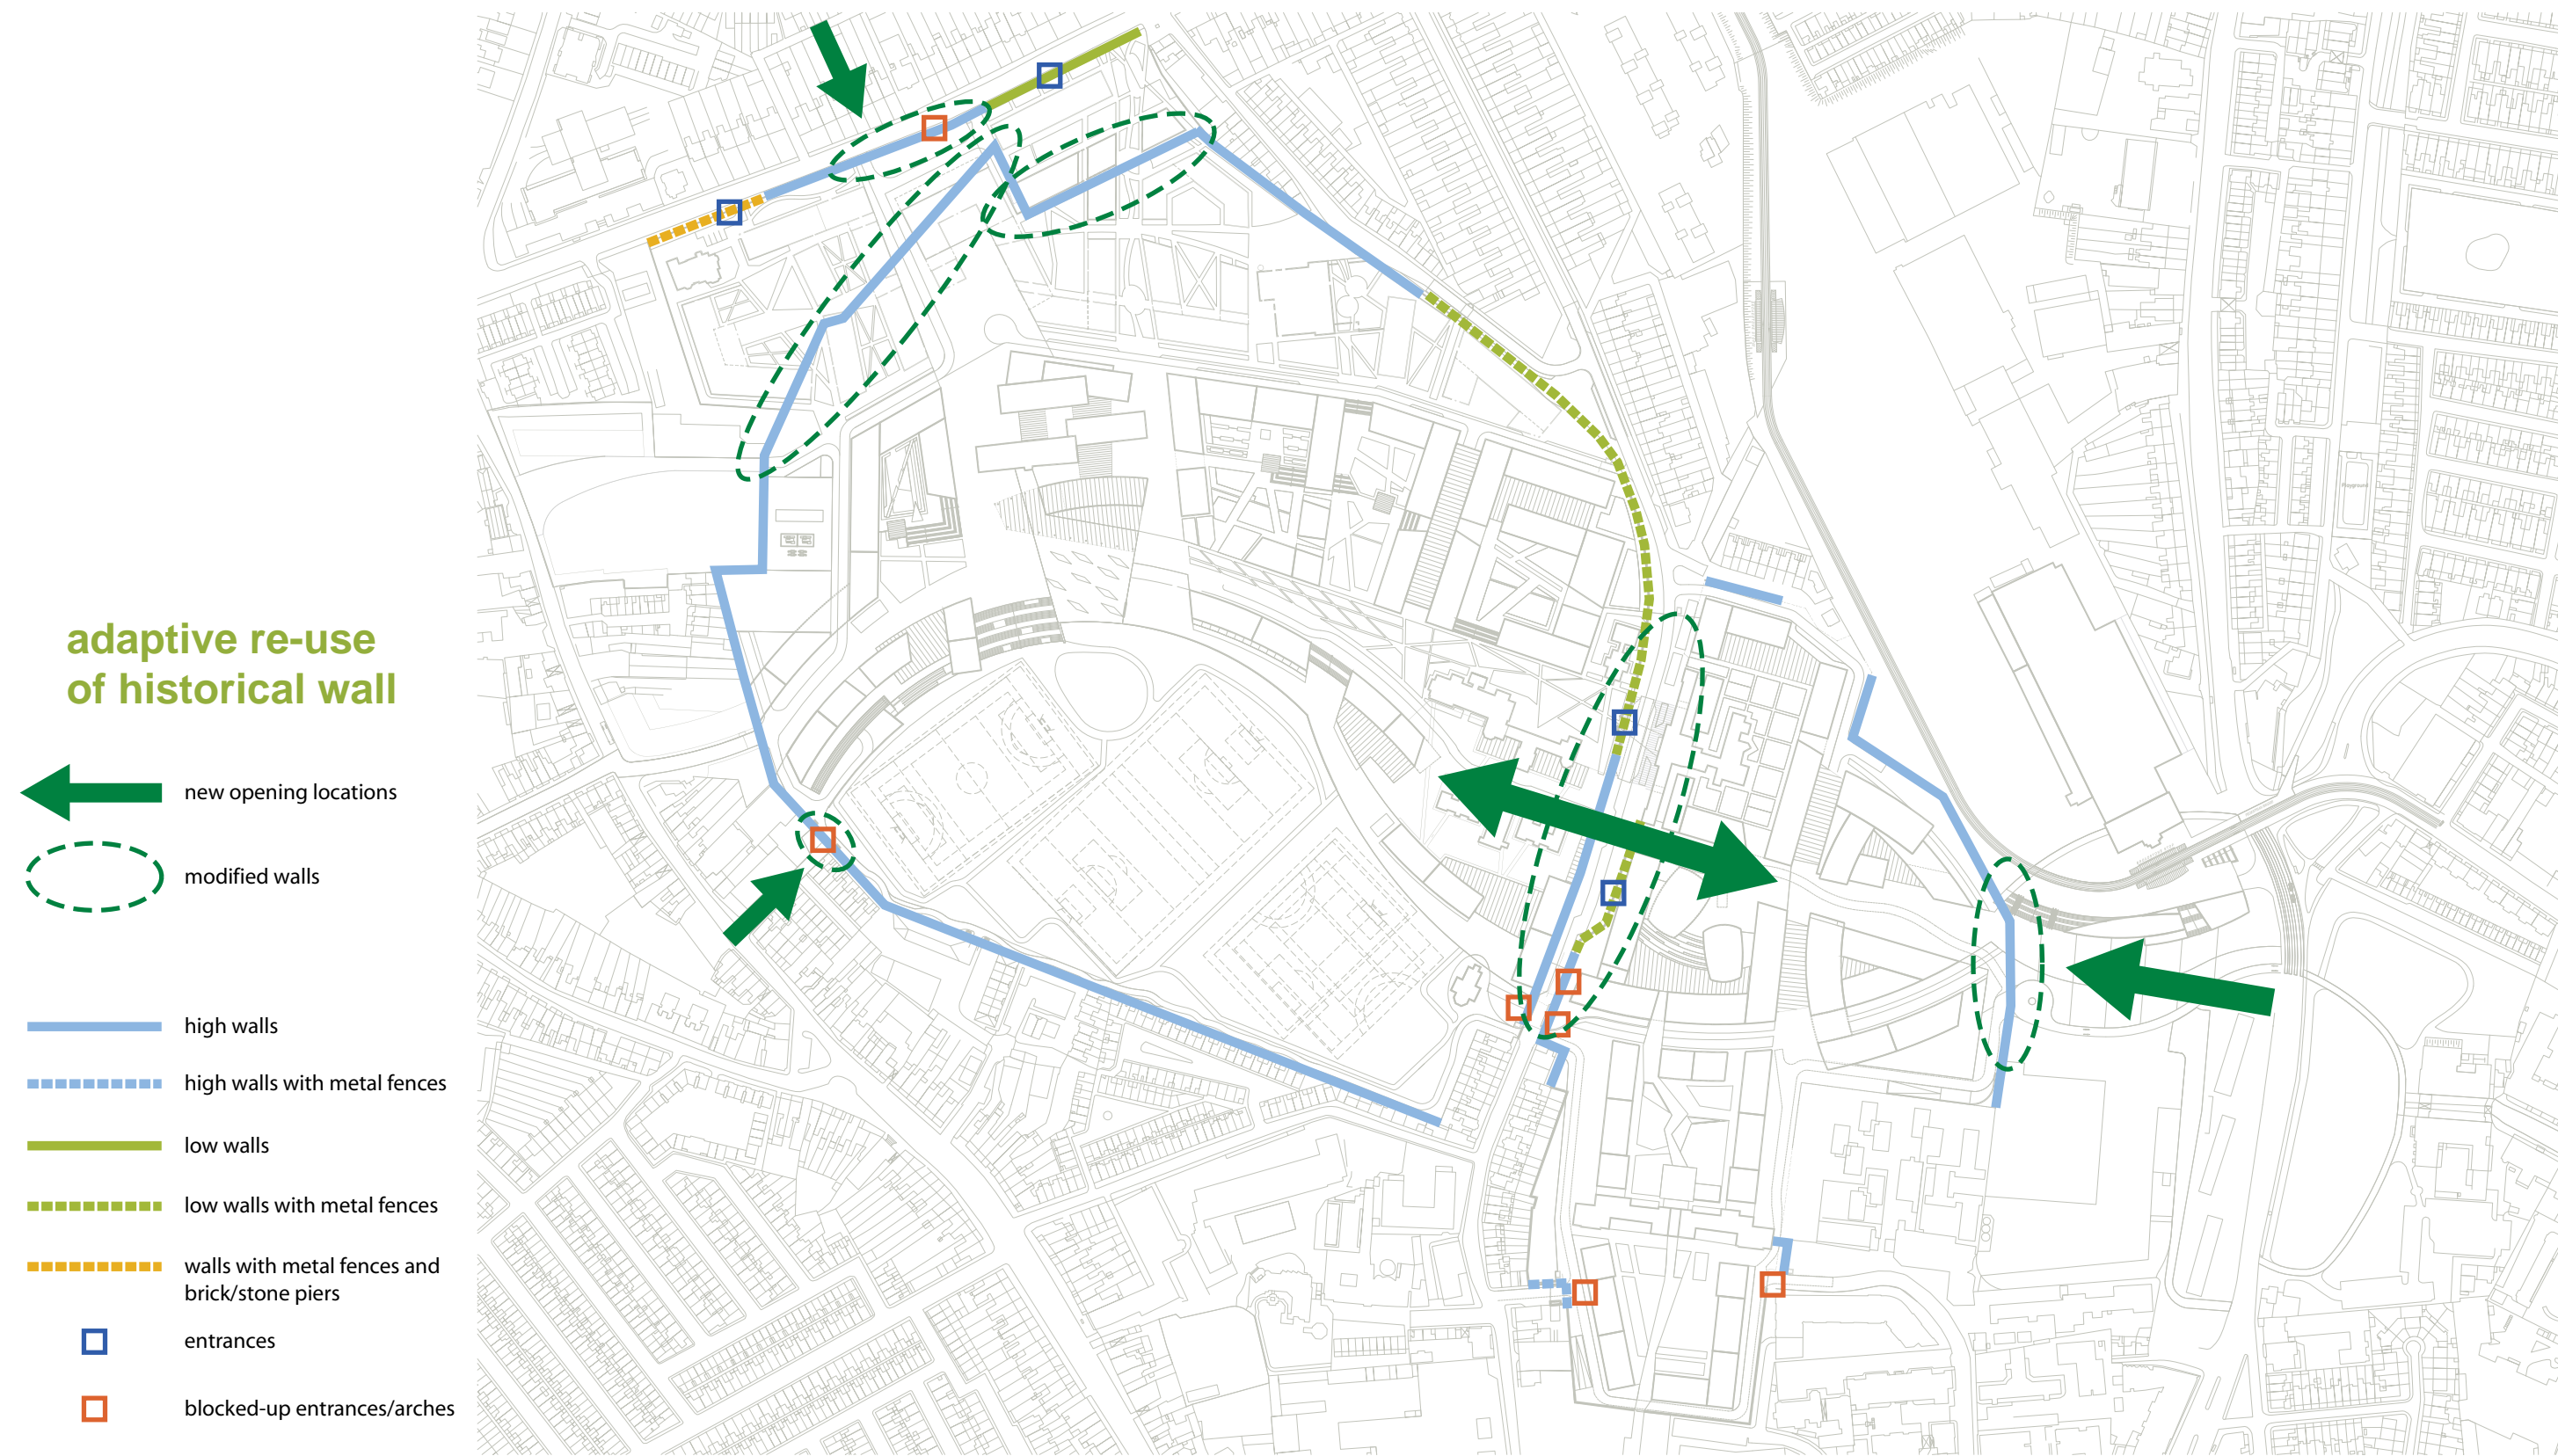 adaptive re-use
of historical wall
new opening locations
modified walls
high walls
high walls with metal fences
low walls
low walls with metal fences
walls with metal fences and
brick/stone piers
entrances
blocked-up entrances/arches